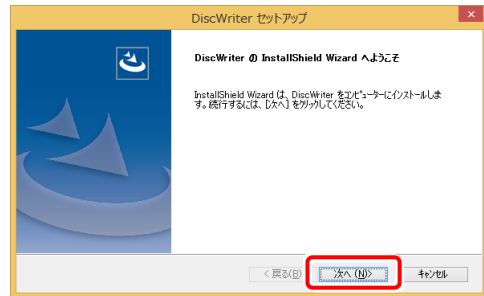 DiscWriter セットアップ
DiscWriter の InstallShield Wizard へようこそ
InstallShield Wizard は、DiscWriter をコンピューターにインストールしま
す。続行するには、[次へ] をクリックしてください。
< 戻る(B)
次へ (N)>
キャンセル